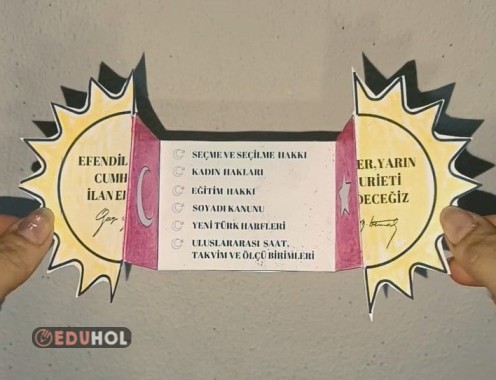 EFENDİL
CUMH
İLAN E
SEÇME VE SEÇİLME HAKKI
KADIN HAKLARI
EĞİTİM HAKKI
SOYADI KANUNU
YENİ TÜRK HARFLERİ
ULUSLARARASI SAAT,
TAKVİM VE ÖLÇÜ BİRİMLERİ
ER, YARIN
URİETİ
DECEĞİZ
EDUHOL